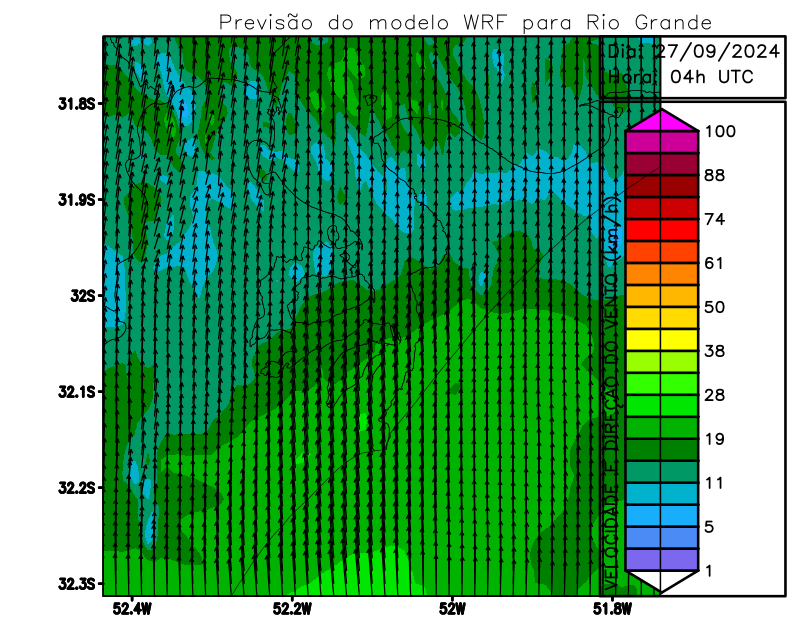 Previsão do modelo WRF para Rio Grande
Dia: 27/09/2024
Hora: 04h UTC
31.8S
31.9S
32S
32.1S
32.2S
32.3S
52.4W
52.2W
52W
51.8W
VELOCIDADE E DIREÇÃO DO VENTO (km/h)
100
88
74
61
50
38
28
19
11
5
1